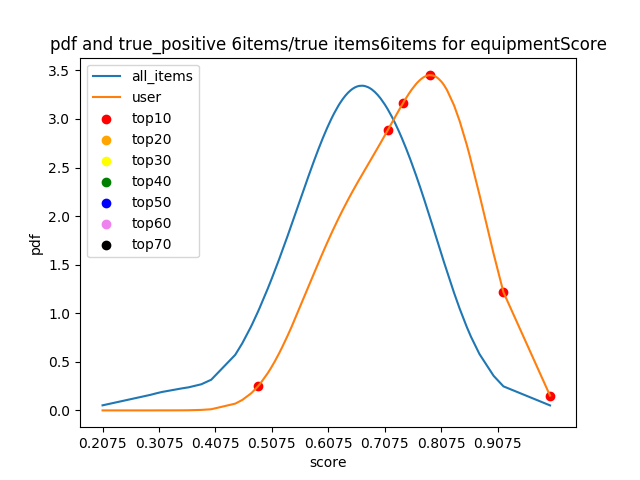 pdf and true_positive 6items/true items6items for equipmentScore
3.5
3.0
2.5
2.0
1.5
1.0
0.5
0.0
pdf
all_items
user
top10
top20
top30
top40
top50
top60
top70
0.2075 0.3075 0.4075 0.5075 0.6075 0.7075 0.8075 0.9075
score